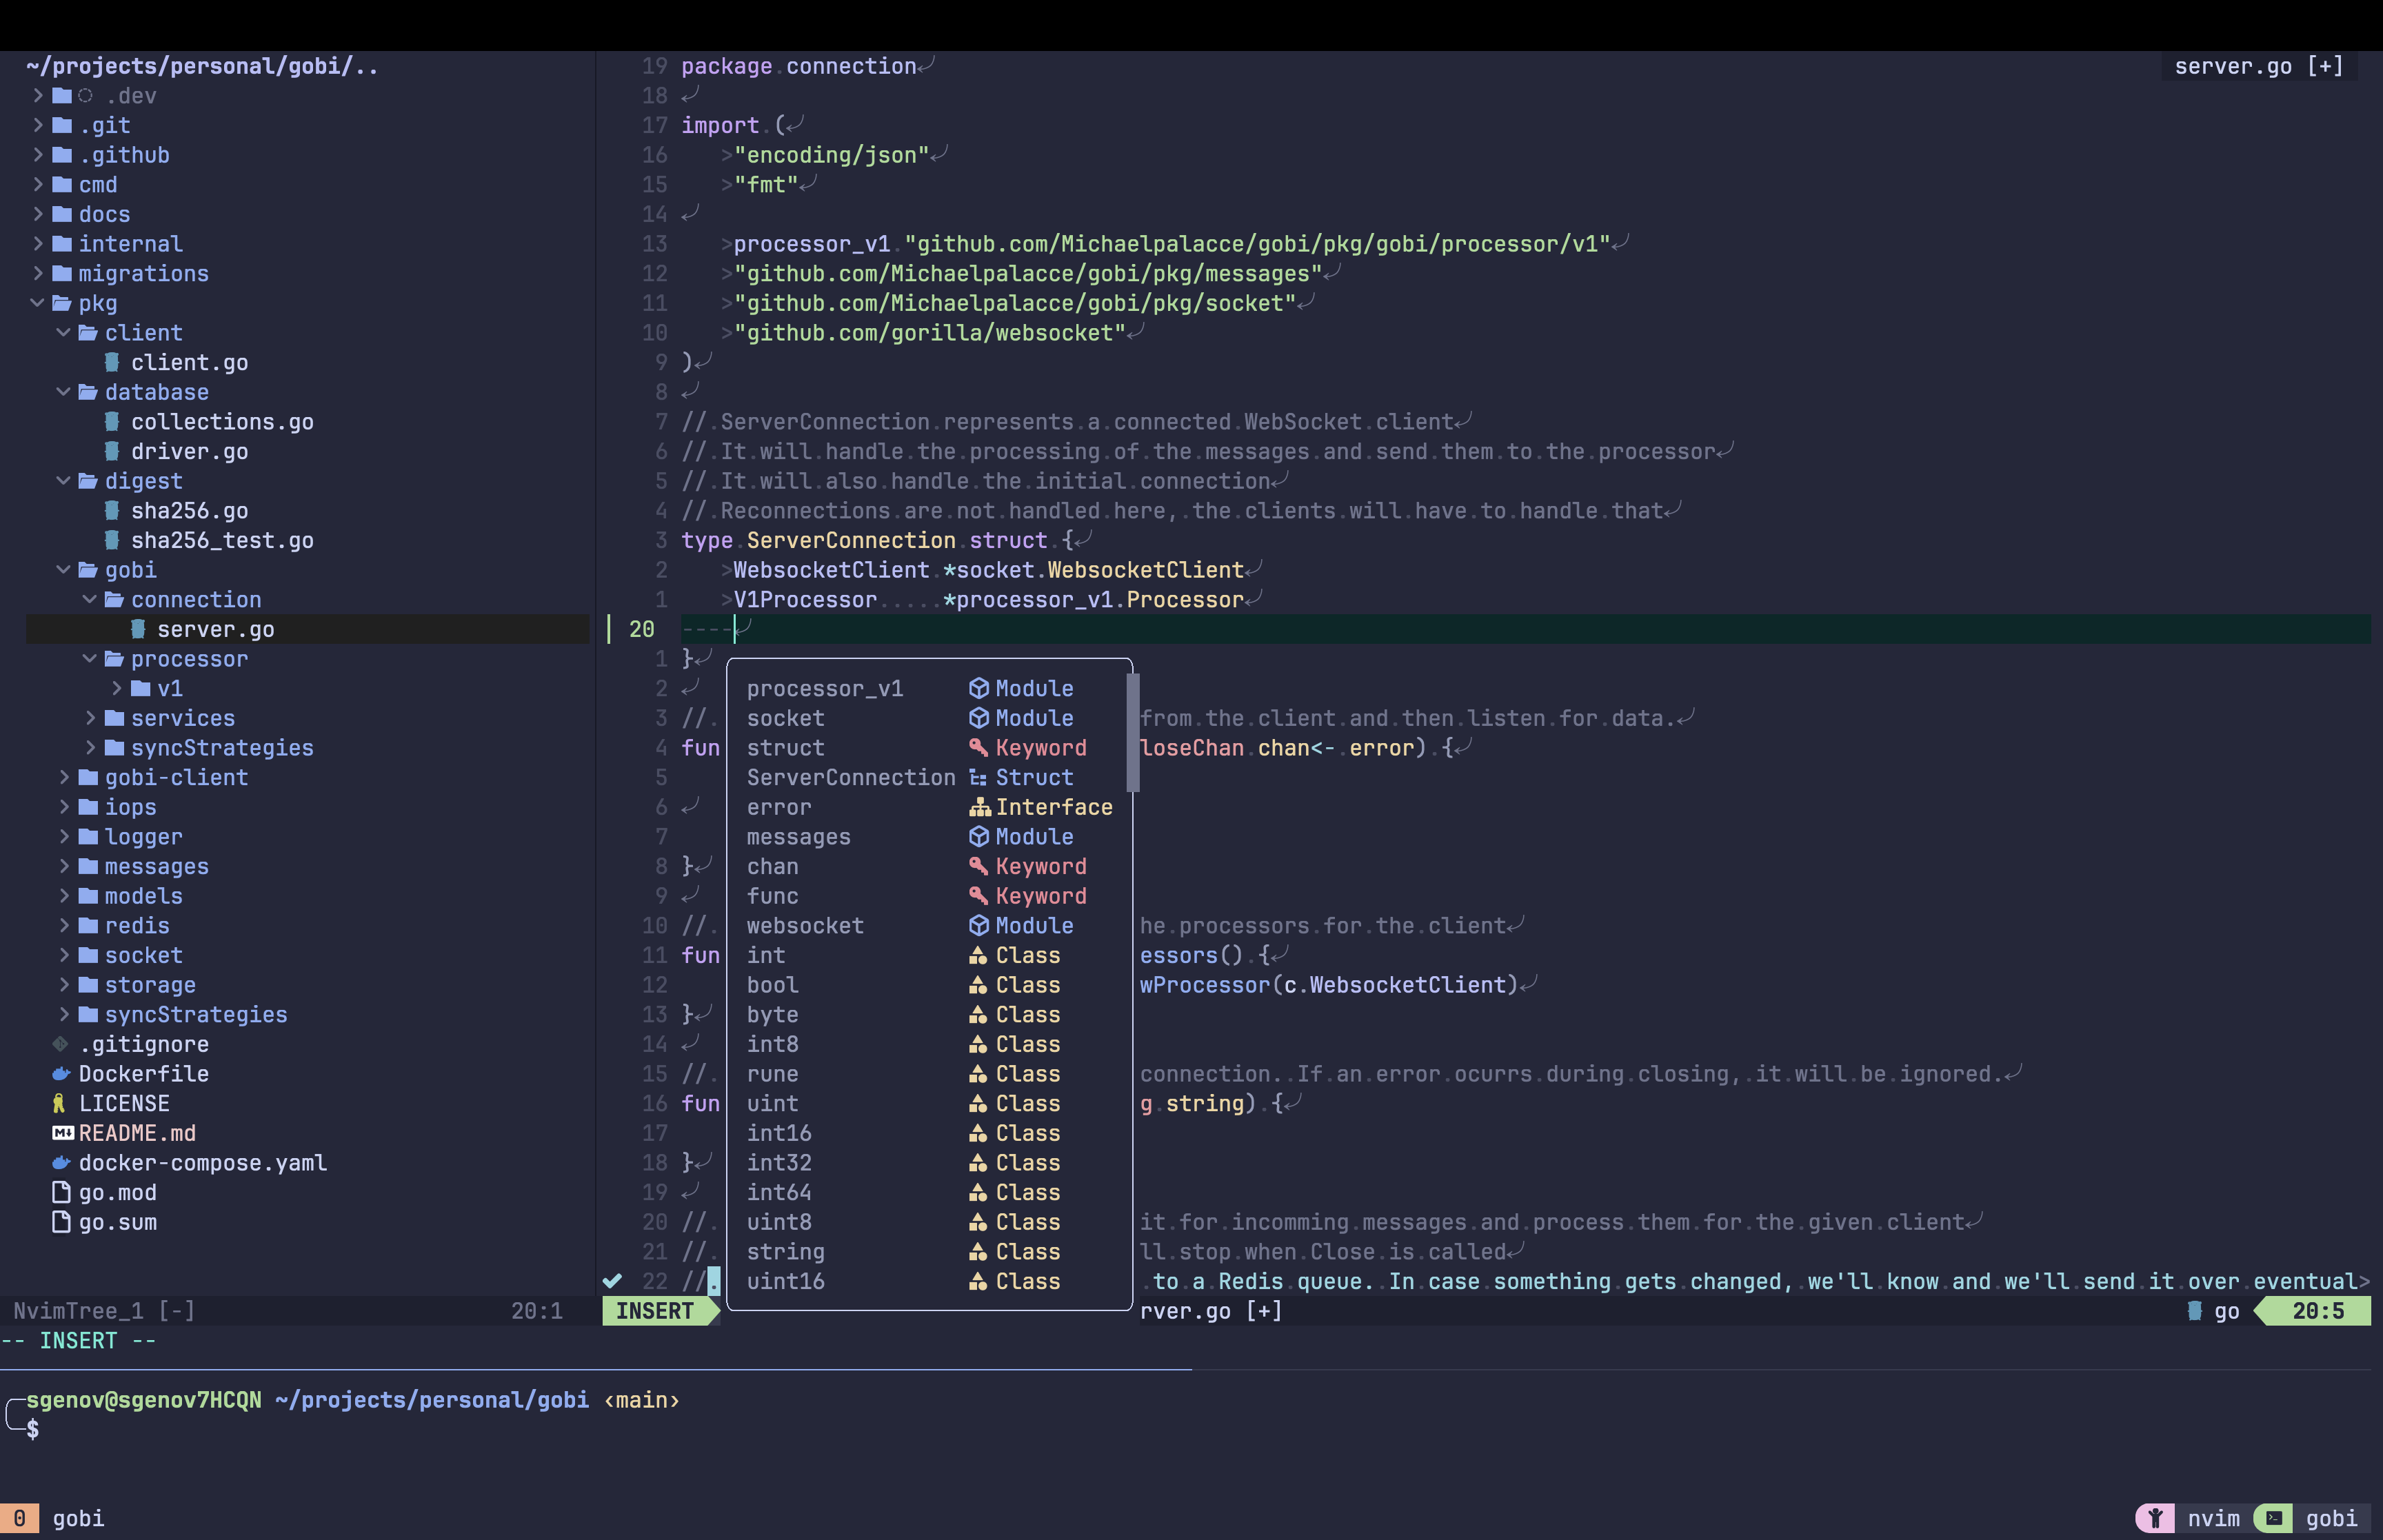 ~/projects/personal/gobi/..
.dev
.git
.github
cmd
docs
internal
migrations
pkg
client
client.go
database
collections.go
driver.go
digest
sha256.go
sha256_test.go
gobi
connection
server.go
processor
v1
services
syncStrategies
gobi-client
iops
logger
messages
models
redis
socket
storage
syncStrategies
.gitignore
Dockerfile
LICENSE
README.md
docker-compose.yaml
go.mod
go.sum
NvimTree_1 [-] 20:1
server.go [+]
19 package.connection
18
17 import.(
16 >"encoding/json"
15 >"fmt"
14
13 >processor_v1."github.com/Michaelpalacce/gobi/pkg/gobi/processor/v1"
12 >"github.com/Michaelpalacce/gobi/pkg/messages"
11 >"github.com/Michaelpalacce/gobi/pkg/socket"
10 >"github.com/gorilla/websocket"
9 )
8
7 //.ServerConnection.represents.a.connected.WebSocket.client
6 //.It.will.handle.the.processing.of.the.messages.and.send.them.to.the.processor
5 //.It.will.also.handle.the.initial.connection
4 //.Reconnections.are.not.handled.here,.the.clients.will.have.to.handle.that
3 type.ServerConnection.struct.{
2 >WebsocketClient.*socket.WebsocketClient
1 >V1Processor.....*processor_v1.Processor
20 ----
1 }
2
3 //. from.the.client.and.then.listen.for.data.
4 fun loseChan.chan<-.error).{
5
6
7
8 }
9
10 //. he.processors.for.the.client
11 fun essors().{
12 wProcessor(c.WebsocketClient)
13 }
14
15 //. connection..If.an.error.ocurrs.during.closing,.it.will.be.ignored.
16 fun g.string).{
17
18 }
19
20 //. it.for.incomming.messages.and.process.them.for.the.given.client
21 //. ll.stop.when.Close.is.called
22 //. .to.a.Redis.queue..In.case.something.gets.changed,.we'll.know.and.we'll.send.it.over.eventual>
processor_v1 Module
socket Module
struct Keyword
ServerConnection Struct
error Interface
messages Module
chan Keyword
func Keyword
websocket Module
int Class
bool Class
byte Class
int8 Class
rune Class
uint Class
int16 Class
int32 Class
int64 Class
uint8 Class
string Class
uint16 Class
INSERT rver.go [+] go 20:5
-- INSERT --
sgenov@sgenov7HCQN ~/projects/personal/gobi ‹main›
$
0 gobi nvim gobi